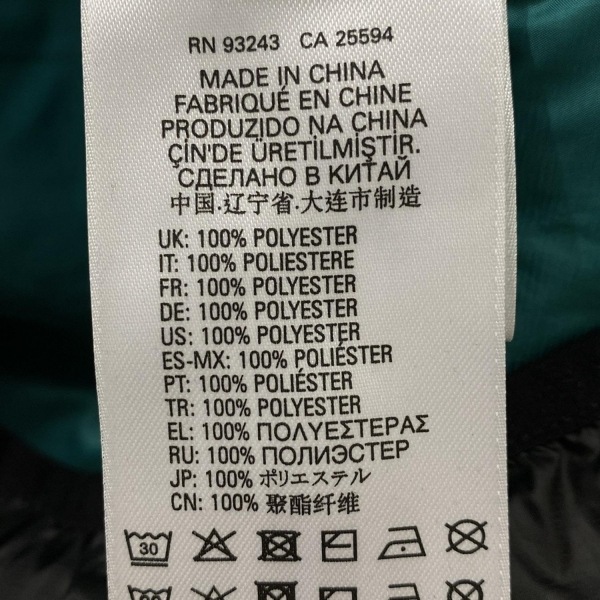 RN 93243 CA 25594
MADE IN CHINA
FABRIQUÉ EN CHINE
PRODUZIDO NA CHINA
ÇİN'DE ÜRETİLMİŞTİR.
СДЕЛАНО В КИТАЙ
中国.辽宁省.大连市制造
UK: 100% POLYESTER
IT: 100% POLIESTERE
FR: 100% POLYESTER
DE: 100% POLYESTER
US: 100% POLYESTER
ES-MX: 100% POLIÉSTER
PT: 100% POLIÉSTER
TR: 100% POLYESTER
EL: 100% ΠΟΛΥΕΣΤΕΡΑΣ
RU: 100% ПОЛИЭСТЕР
JP: 100% ポリエステル
CN: 100% 聚酯纤维
30